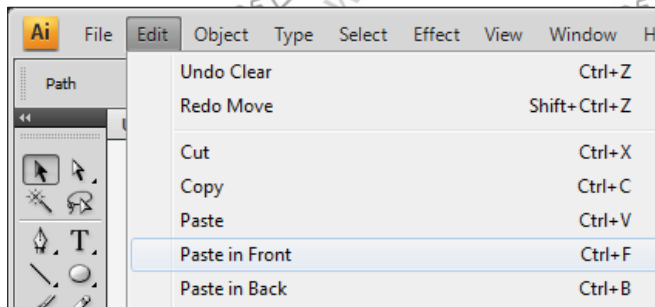 Ai File Edit Object Type Select Effect View Window H
Path
Undo Clear Ctrl+Z
Redo Move Shift+Ctrl+Z
Cut Ctrl+X
Copy Ctrl+C
Paste Ctrl+V
Paste in Front Ctrl+F
Paste in Back Ctrl+B